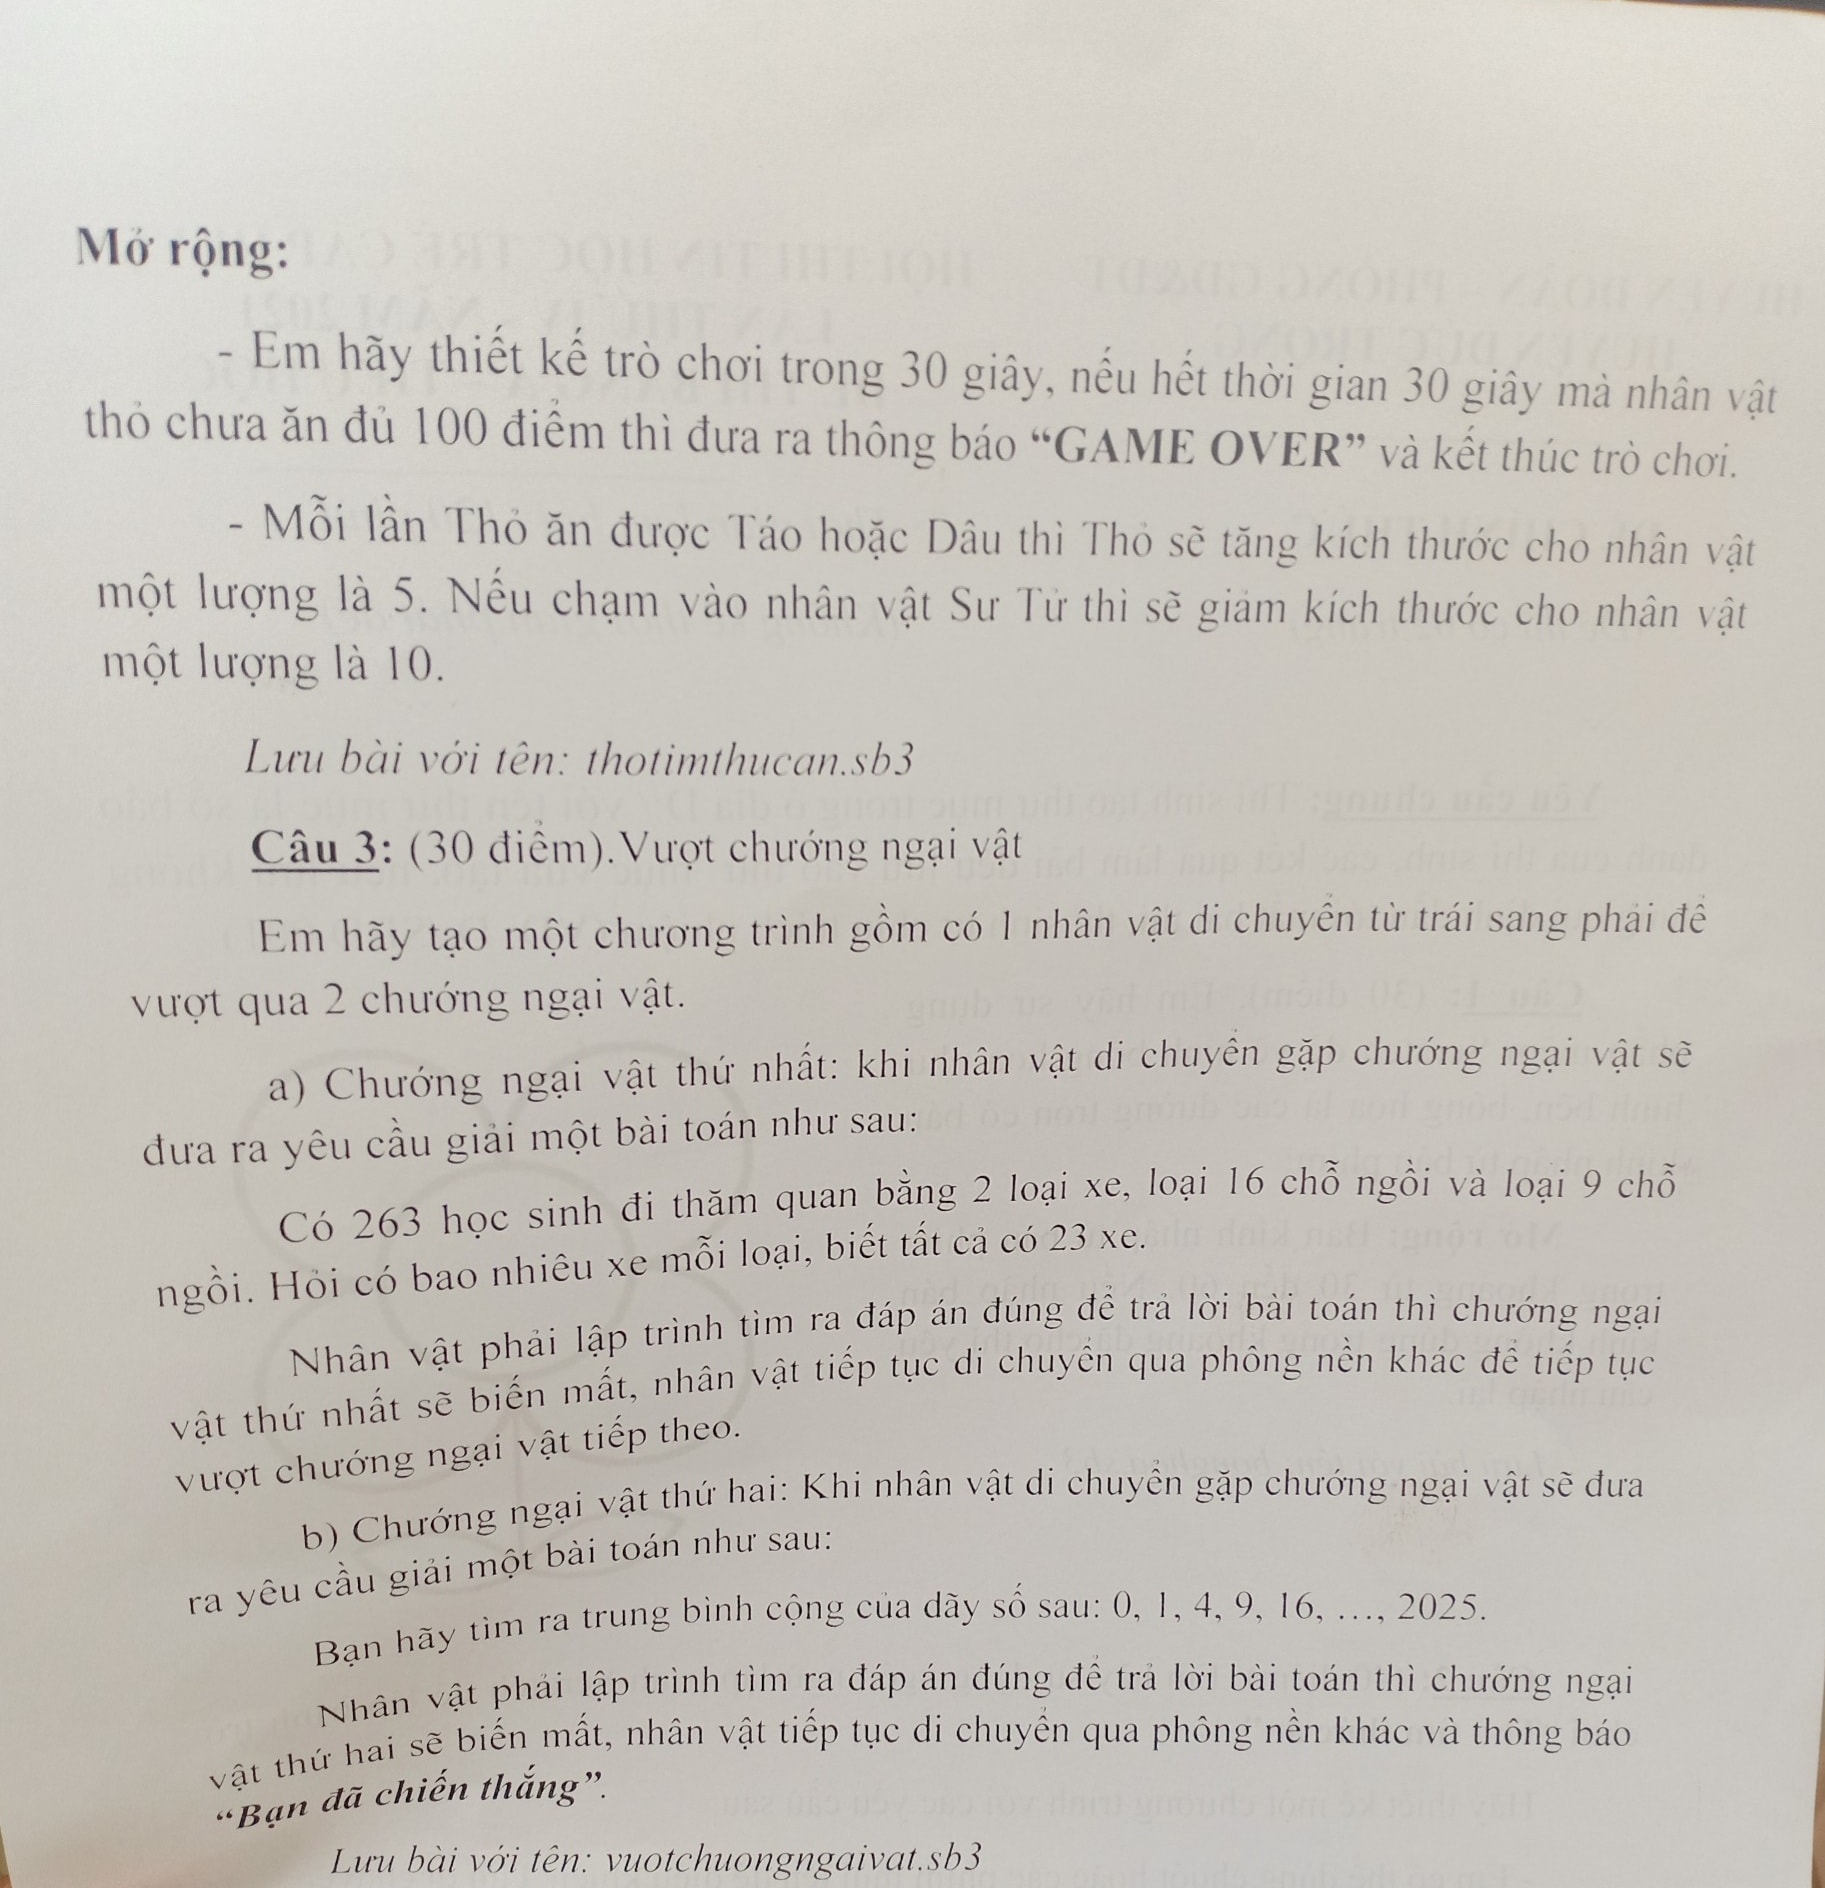 Mở rộng:
- Em hãy thiết kế trò chơi trong 30 giây, nếu hết thời gian 30 giây mà nhân vật
thỏ chưa ăn đủ 100 điểm thì đưa ra thông báo “GAME OVER” và kết thúc trò chơi.
- Mỗi lần Thỏ ăn được Táo hoặc Dâu thì Thỏ sẽ tăng kích thước cho nhân vật
một lượng là 5. Nếu chạm vào nhân vật Sư Tử thì sẽ giảm kích thước cho nhân vật
một lượng là 10.
Lưu bài với tên: thotimthucan.sb3
Câu 3: (30 điểm).Vượt chướng ngại vật
Em hãy tạo một chương trình gồm có 1 nhân vật di chuyển từ trái sang phải để
vượt qua 2 chướng ngại vật.
a) Chướng ngại vật thứ nhất: khi nhân vật di chuyển gặp chướng ngại vật sẽ
đưa ra yêu cầu giải một bài toán như sau:
Có 263 học sinh đi thăm quan bằng 2 loại xe, loại 16 chỗ ngồi và loại 9 chỗ
ngồi. Hỏi có bao nhiêu xe mỗi loại, biết tất cả có 23 xe.
Nhân vật phải lập trình tìm ra đáp án đúng để trả lời bài toán thì chướng ngại
vật thứ nhất sẽ biến mất, nhân vật tiếp tục di chuyển qua phông nền khác để tiếp tục
vượt chướng ngại vật tiếp theo.
b) Chướng ngại vật thứ hai: Khi nhân vật di chuyển gặp chướng ngại vật sẽ đưa
ra yêu cầu giải một bài toán như sau:
Bạn hãy tìm ra trung bình cộng của dãy số sau: 0, 1, 4, 9, 16, …, 2025.
Nhân vật phải lập trình tìm ra đáp án đúng để trả lời bài toán thì chướng ngại
vật thứ hai sẽ biến mất, nhân vật tiếp tục di chuyển qua phông nền khác và thông báo
“Bạn đã chiến thắng”.
Lưu bài với tên: vuotchuongngaivat.sb3